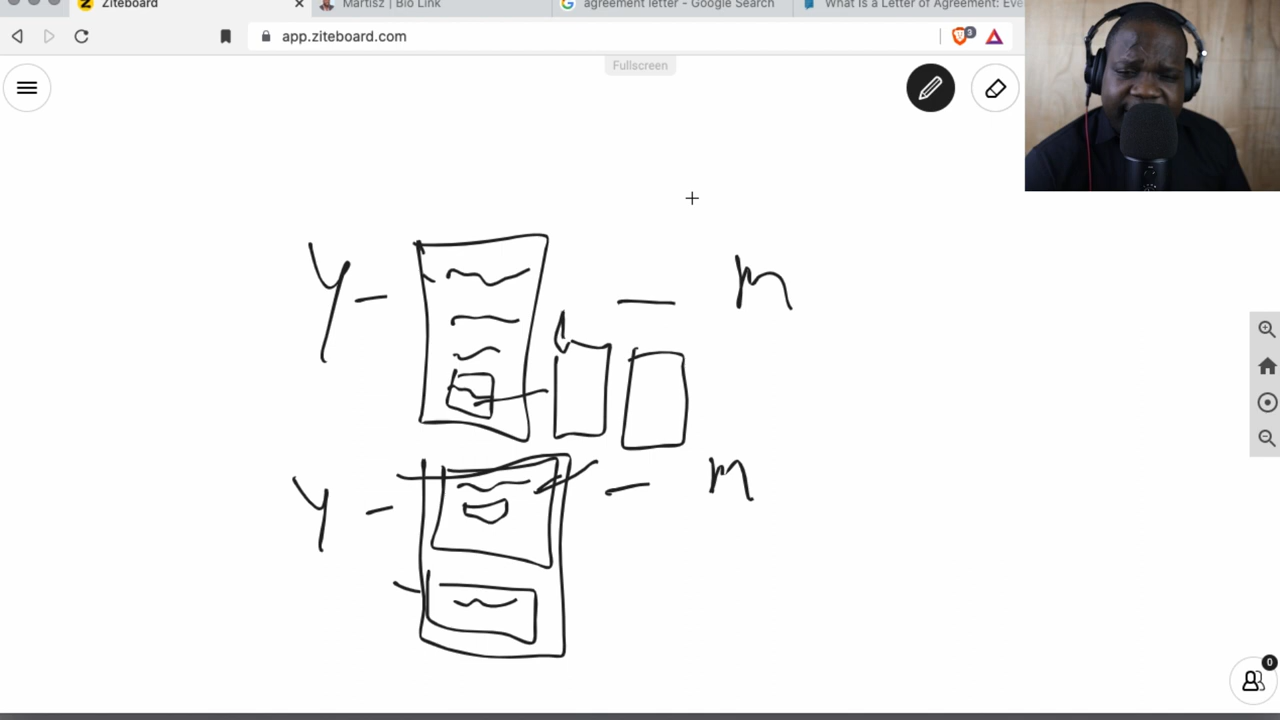 Ziteboard
Martisz | Bio Link
agreement letter - Google Search
What Is a Letter of Agreement: Eve
app.ziteboard.com
3
Fullscreen
Y - — m
Y - — m
0